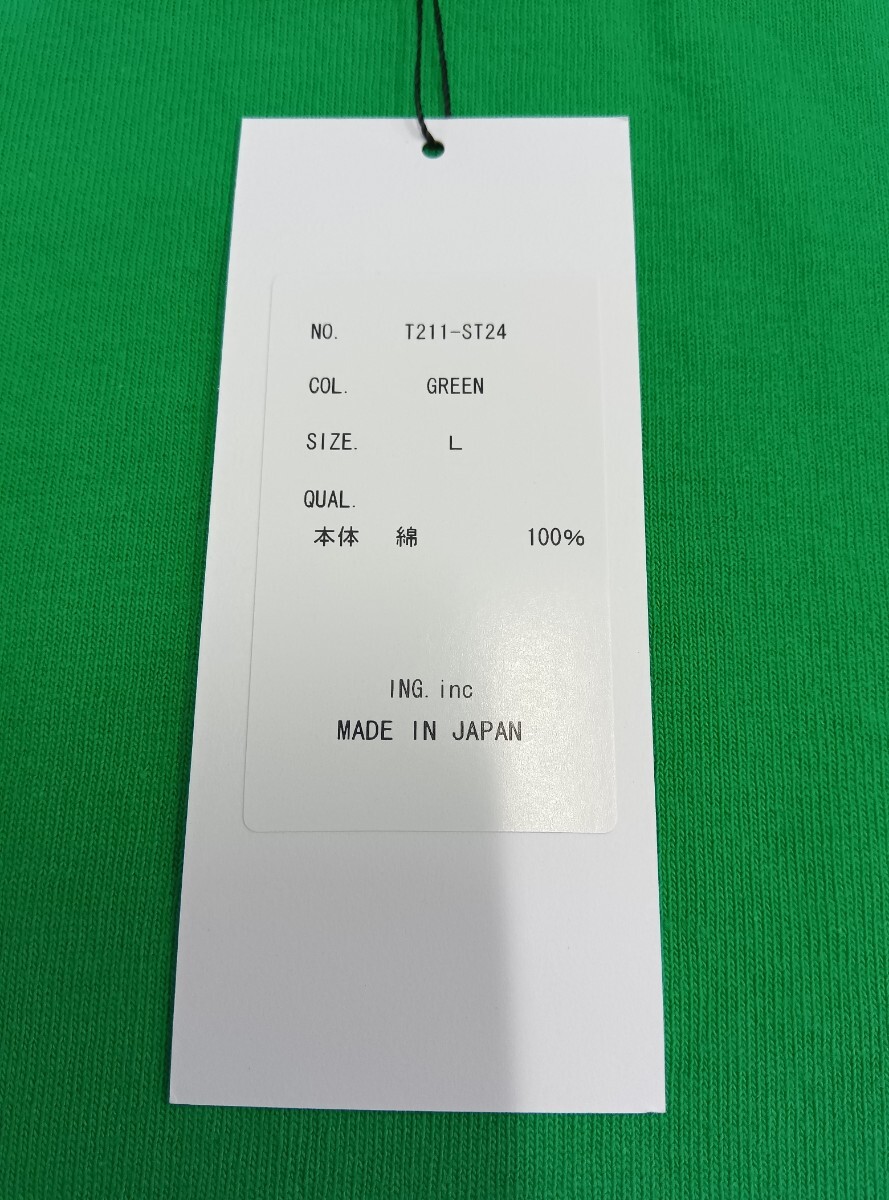 NO. T211-ST24
COL. GREEN
SIZE. L
QUAL.
本体 綿 100%
ING. inc
MADE IN JAPAN